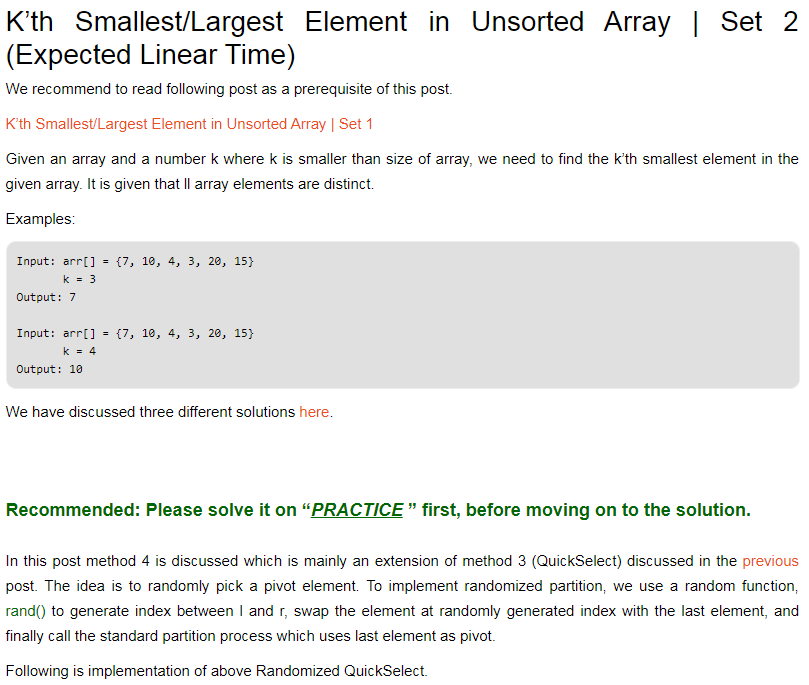 K'th Smallest/Largest Element in Unsorted Array | Set 2
(Expected Linear Time)
We recommend to read following post as a prerequisite of this post.
K'th Smallest/Largest Element in Unsorted Array | Set 1
Given an array and a number k where k is smaller than size of array, we need to find the k'th smallest element in the
given array. It is given that ll array elements are distinct.
Examples:
Input: arr[] = {7, 10, 4, 3, 20, 15}
k = 3
Output: 7
Input: arr[] = {7, 10, 4, 3, 20, 15}
k = 4
Output: 10
We have discussed three different solutions here.
Recommended: Please solve it on “PRACTICE ” first, before moving on to the solution.
In this post method 4 is discussed which is mainly an extension of method 3 (QuickSelect) discussed in the previous
post. The idea is to randomly pick a pivot element. To implement randomized partition, we use a random function,
rand() to generate index between l and r, swap the element at randomly generated index with the last element, and
finally call the standard partition process which uses last element as pivot.
Following is implementation of above Randomized QuickSelect.